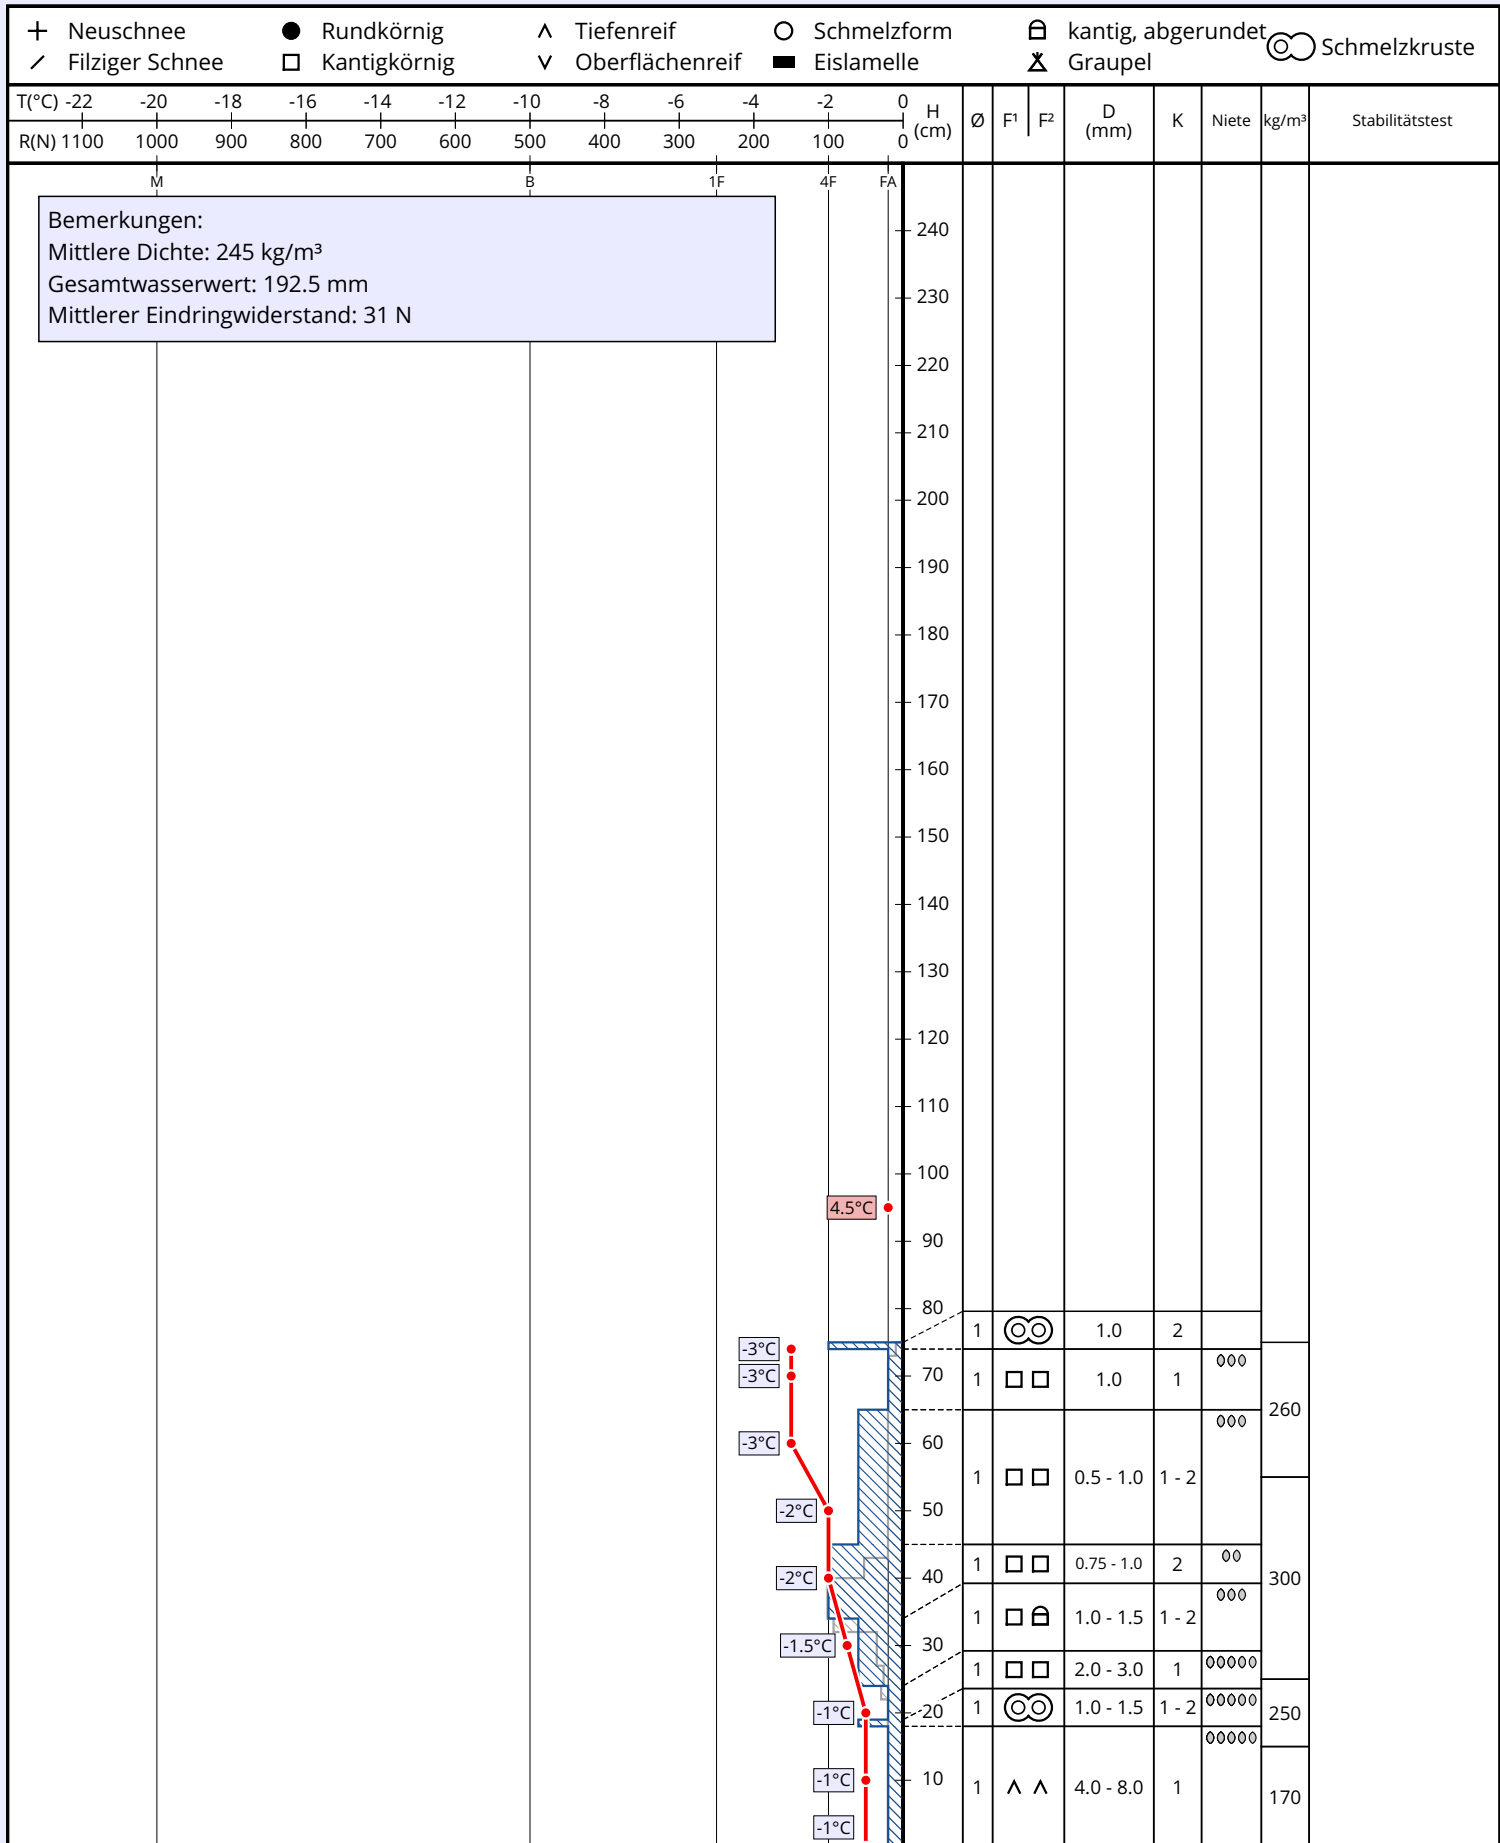 Neuschnee Rundkörnig Tiefenreif Schmelzform kantig, abgerundet Schmelzkruste
Filziger Schnee Kantigkörnig Oberflächenreif Eislamelle Graupel
T(°C) -22 -20 -18 -16 -14 -12 -10 -8 -6 -4 -2 0
R(N) 1100 1000 900 800 700 600 500 400 300 200 100 0
H (cm) Ø F¹ F² D (mm) K Niete kg/m³ Stabilitätstest
M B 1F 4F FA
Bemerkungen:
Mittlere Dichte: 245 kg/m³
Gesamtwasserwert: 192.5 mm
Mittlerer Eindringwiderstand: 31 N
240
230
220
210
200
190
180
170
160
150
140
130
120
110
100
4.5°C
90
80
1 1.0 2
-3°C
-3°C 70 1 1.0 1
260
-3°C 60
1 0.5 - 1.0 1 - 2
-2°C 50
1 0.75 - 1.0 2
-2°C 40 300
1 1.0 - 1.5 1 - 2
-1.5°C 30
1 2.0 - 3.0 1
1 1.0 - 1.5 1 - 2
-1°C 20 250
-1°C 10
1 4.0 - 8.0 1
170
-1°C